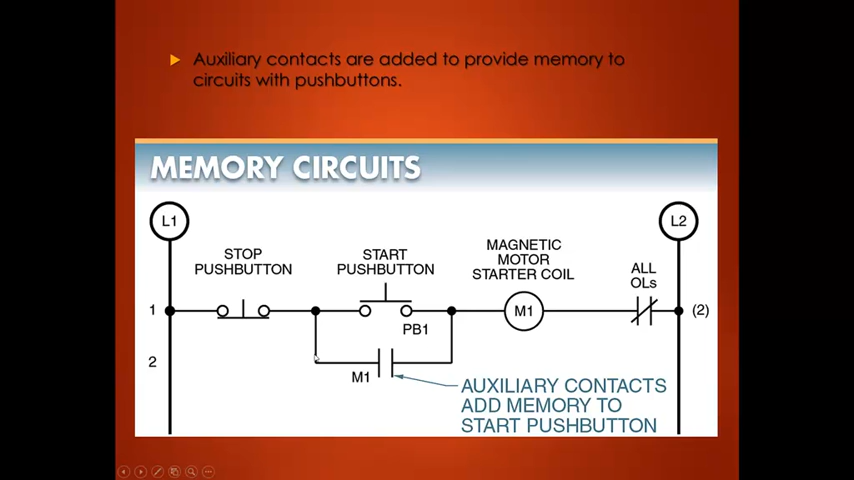 Auxiliary contacts are added to provide memory to
circuits with pushbuttons.
MEMORY CIRCUITS
L1
L2
STOP
PUSHBUTTON
START
PUSHBUTTON
MAGNETIC
MOTOR
STARTER COIL
ALL
OLs
1
M1
(2)
PB1
2
M1
AUXILIARY CONTACTS
ADD MEMORY TO
START PUSHBUTTON